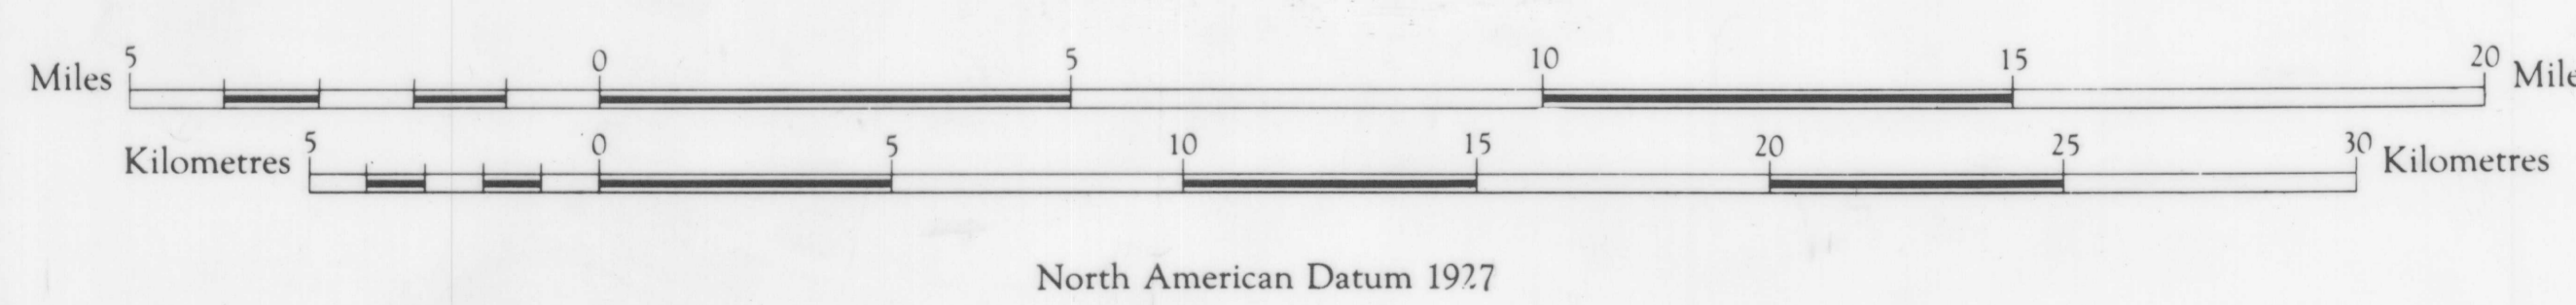 5 0 5 10 15 20
Miles Mile
5 0 5 10 15 20 25 30
Kilometres Kilometres
North American Datum 1927